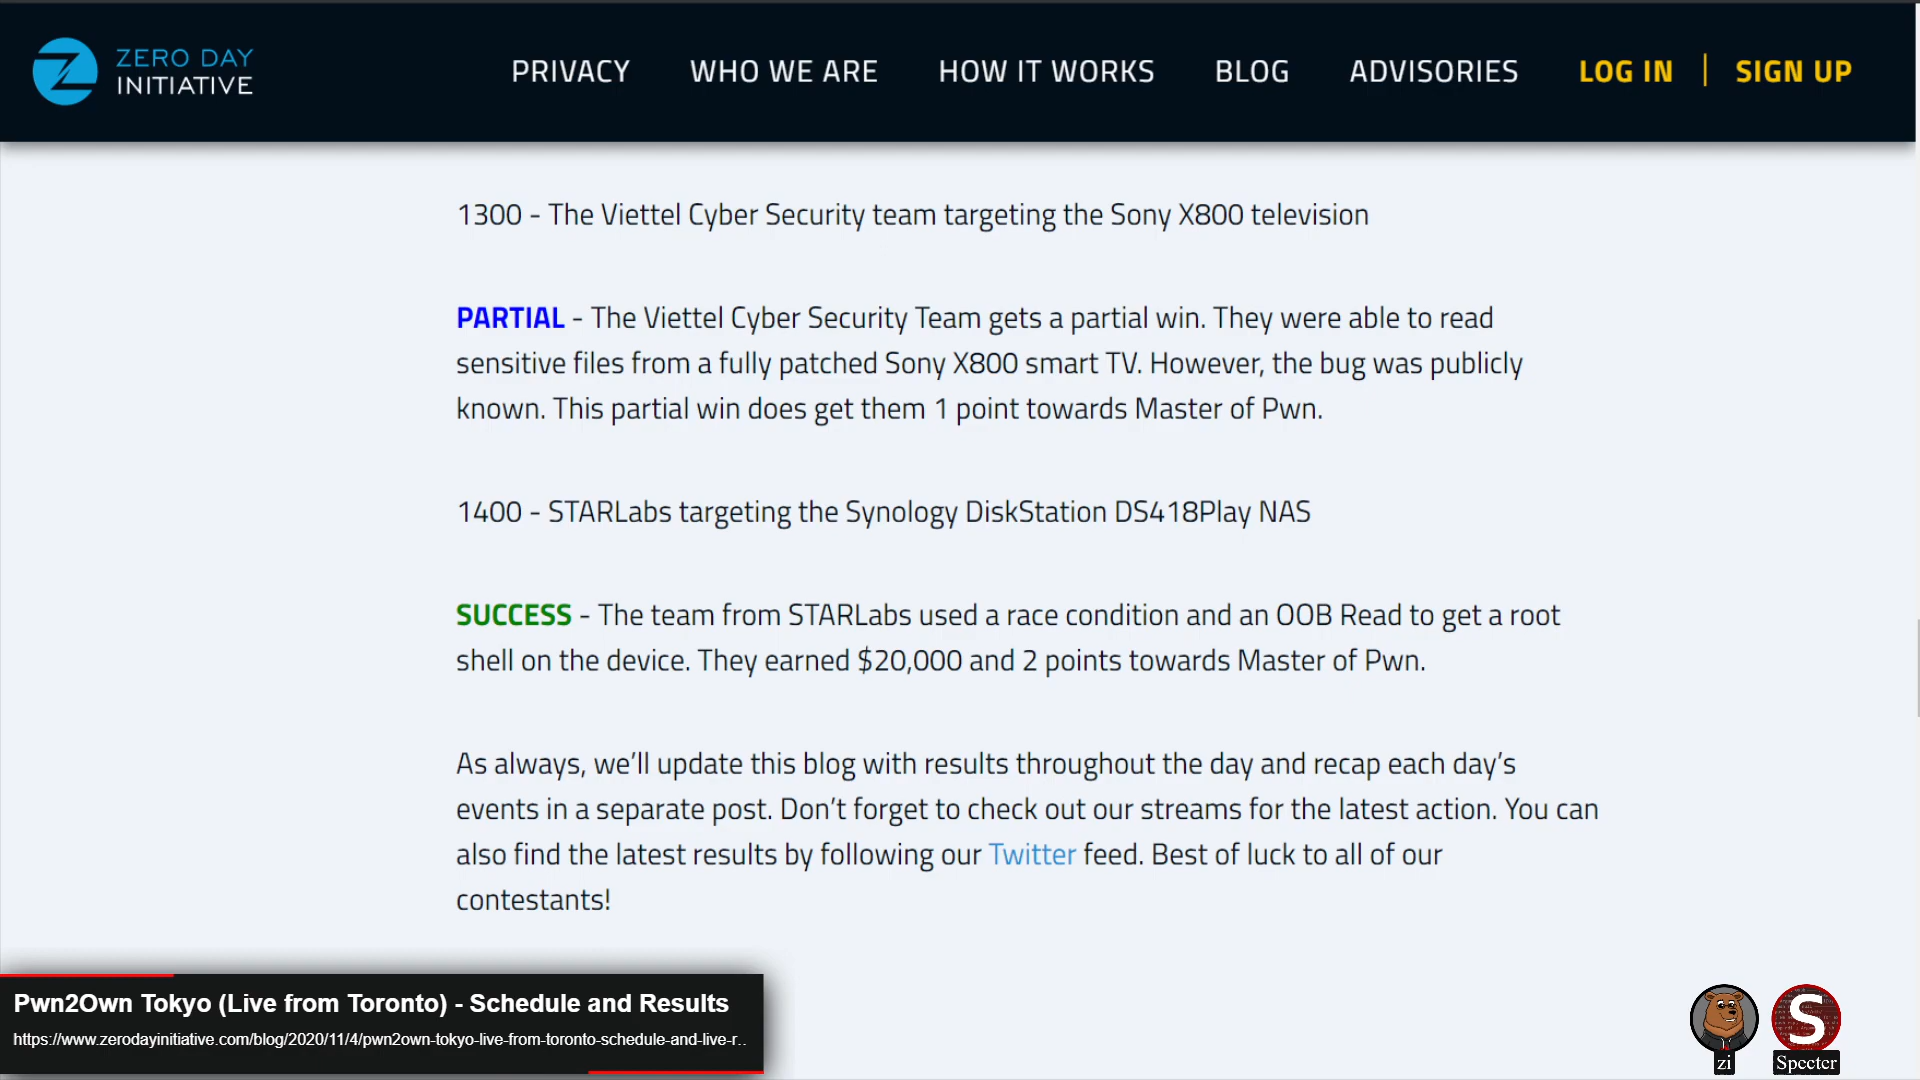 ZERO DAY
INITIATIVE
PRIVACY WHO WE ARE HOW IT WORKS BLOG ADVISORIES LOG IN | SIGN UP
1300 - The Viettel Cyber Security team targeting the Sony X800 television
PARTIAL - The Viettel Cyber Security Team gets a partial win. They were able to read
sensitive files from a fully patched Sony X800 smart TV. However, the bug was publicly
known. This partial win does get them 1 point towards Master of Pwn.
1400 - STARLabs targeting the Synology DiskStation DS418Play NAS
SUCCESS - The team from STARLabs used a race condition and an OOB Read to get a root
shell on the device. They earned $20,000 and 2 points towards Master of Pwn.
As always, we’ll update this blog with results throughout the day and recap each day’s
events in a separate post. Don’t forget to check out our streams for the latest action. You can
also find the latest results by following our Twitter feed. Best of luck to all of our
contestants!
Pwn2Own Tokyo (Live from Toronto) - Schedule and Results
https://www.zerodayinitiative.com/blog/2020/11/4/pwn2own-tokyo-live-from-toronto-schedule-and-live-r..
S
zi
Specter